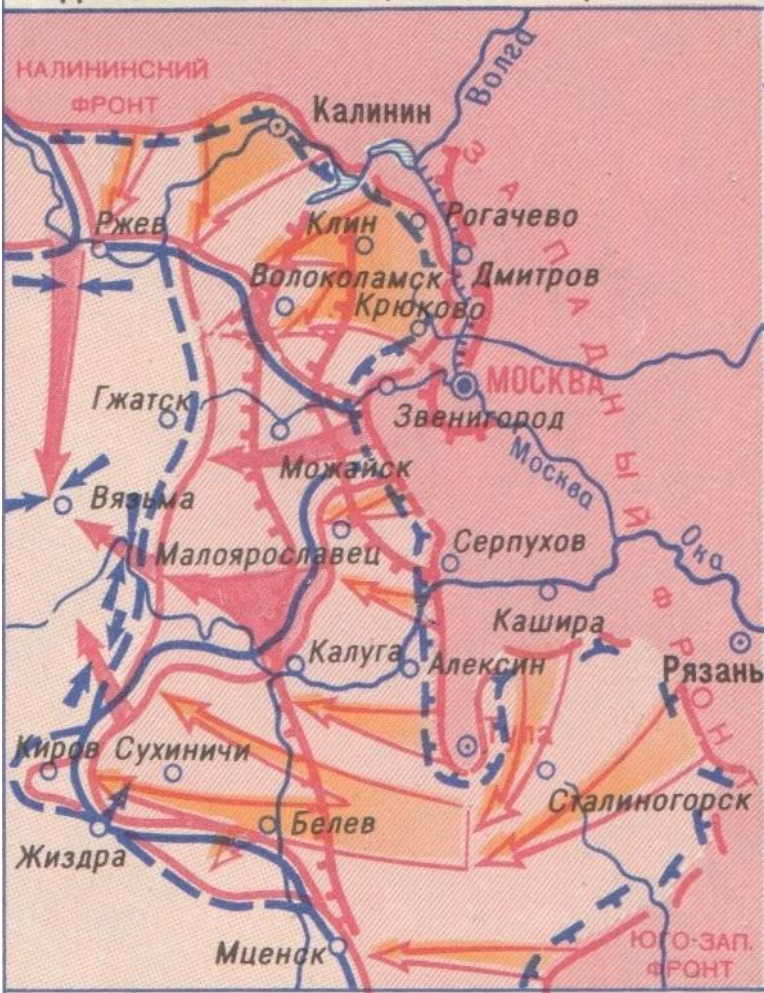 КАЛИНИНСКИЙ
ФРОНТ
Калинин
Волга
ЗАПАДНЫЙ ФРОНТ
Ржев
Клин
Рогачево
Волоколамск
Дмитров
Крюково
МОСКВА
Гжатск
Звенигород
Москва
Можайск
Вязьма
Малоярославец
Серпухов
Ока
Кашира
Калуга
Алексин
Рязань
Тула
Киров
Сухиничи
Сталиногорск
Белев
Жиздра
Мценск
ЮГО-ЗАП.
ФРОНТ